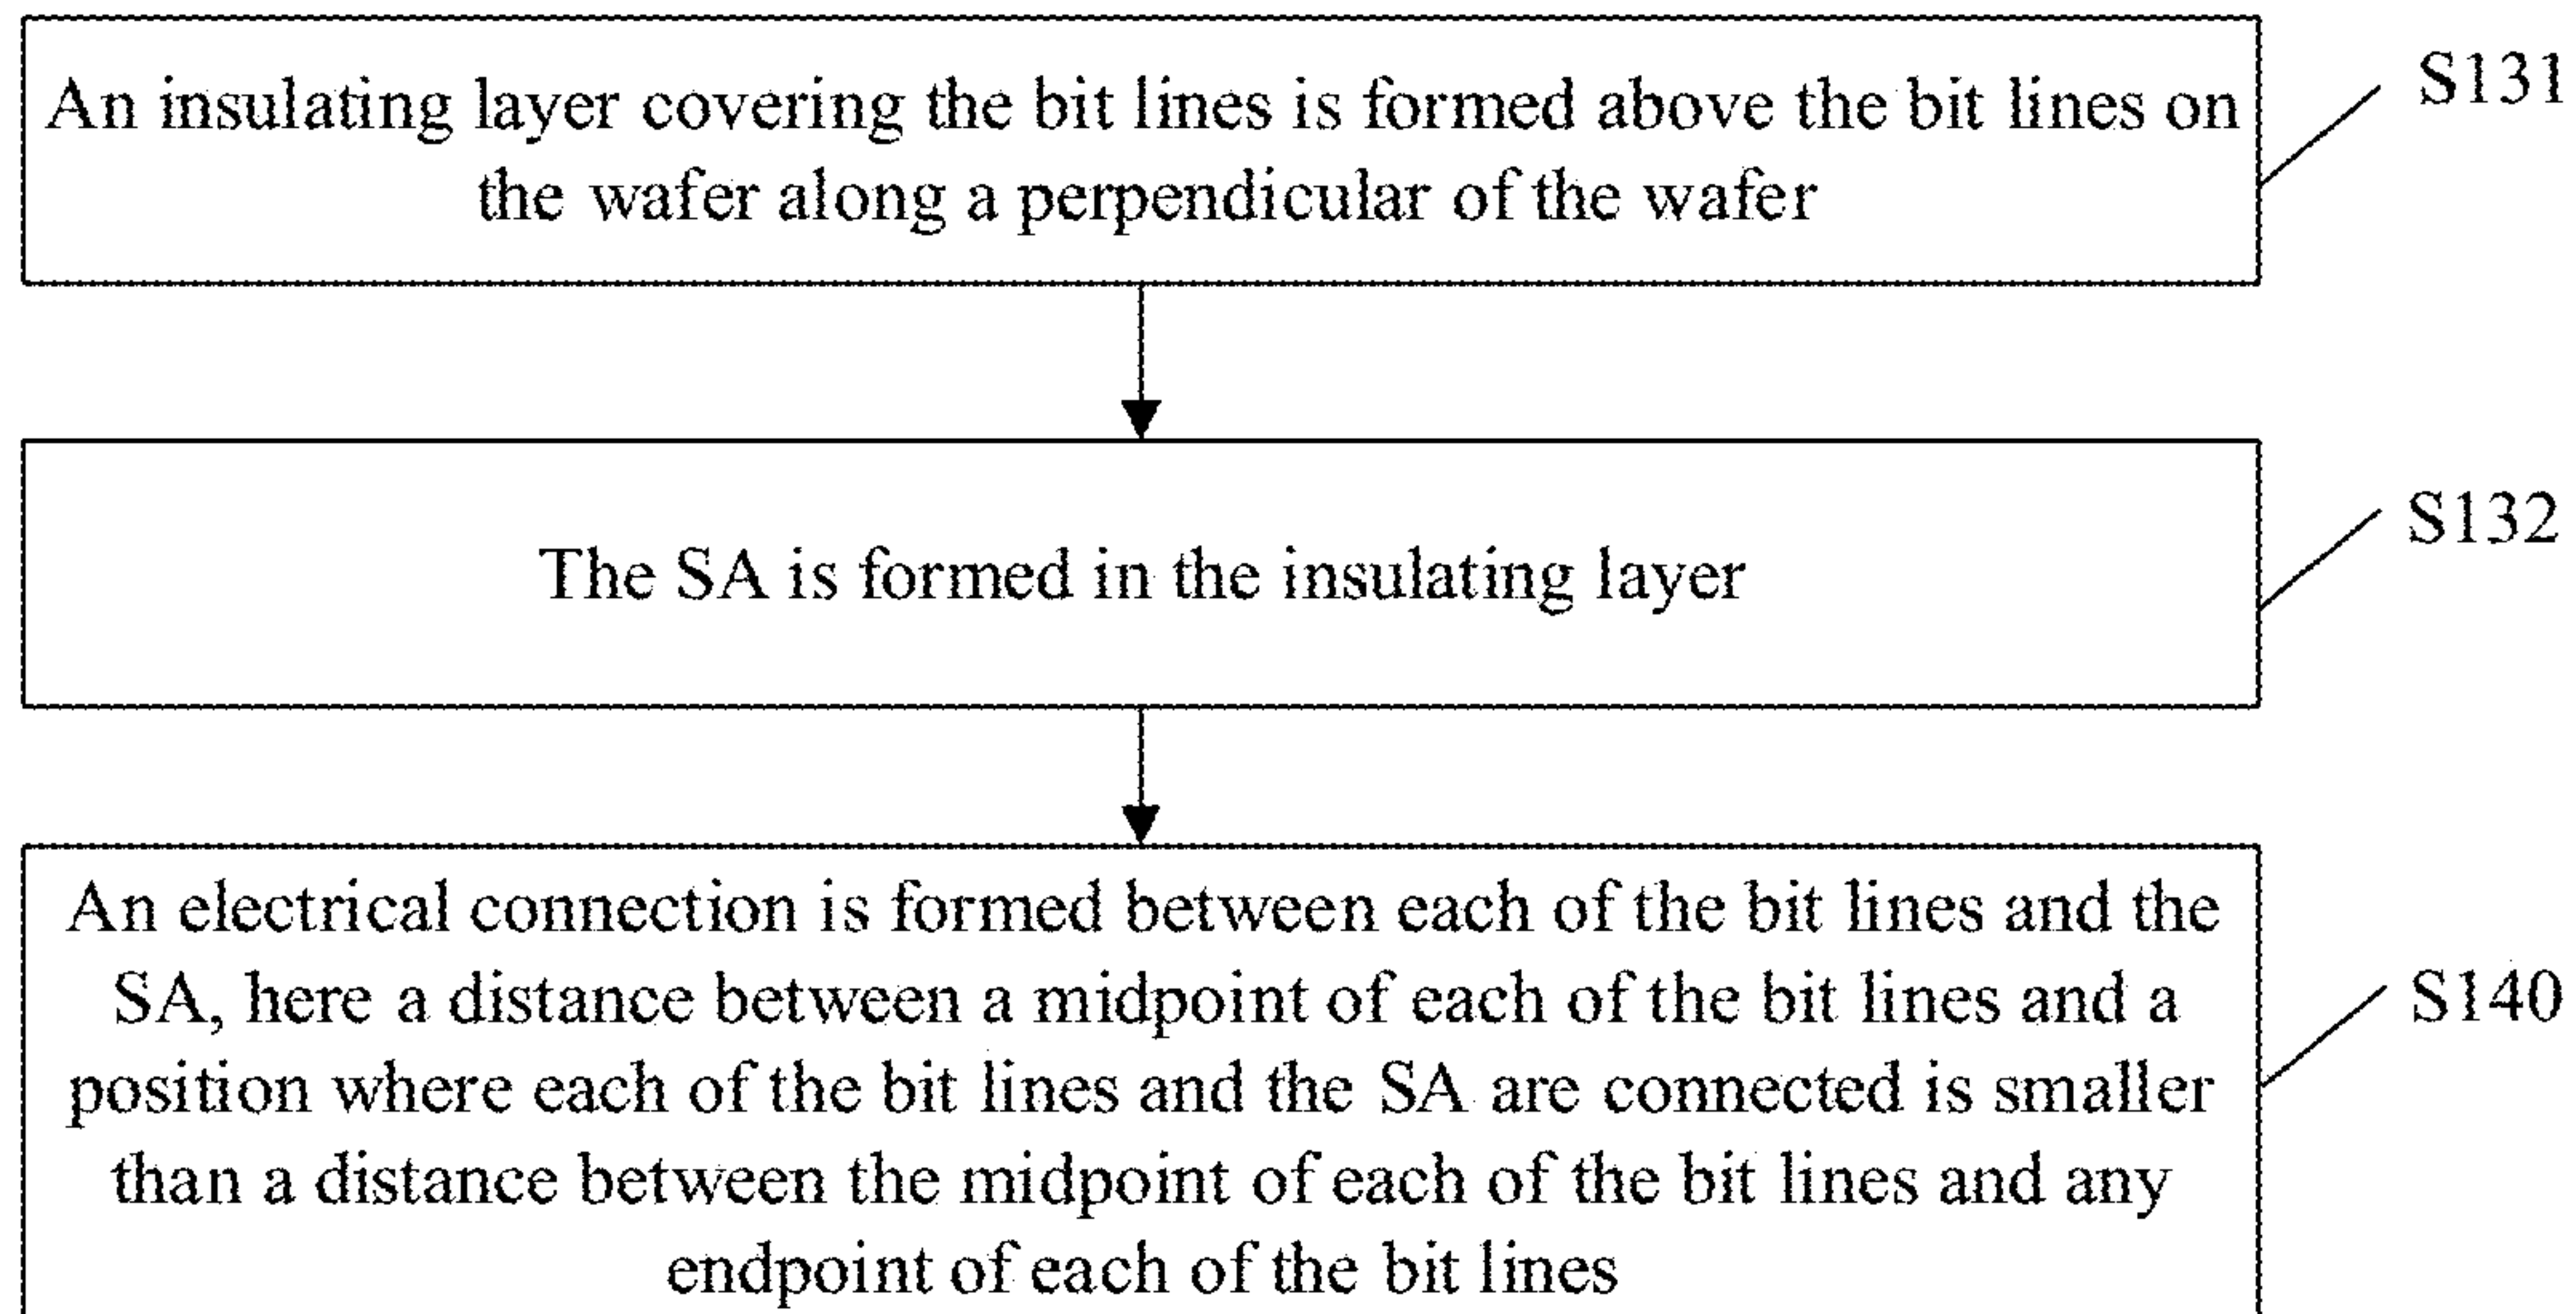 An insulating layer covering the bit lines is formed above the bit lines on
the wafer along a perpendicular of the wafer
S131
The SA is formed in the insulating layer
S132
An electrical connection is formed between each of the bit lines and the
SA, here a distance between a midpoint of each of the bit lines and a
position where each of the bit lines and the SA are connected is smaller
than a distance between the midpoint of each of the bit lines and any
endpoint of each of the bit lines
S140